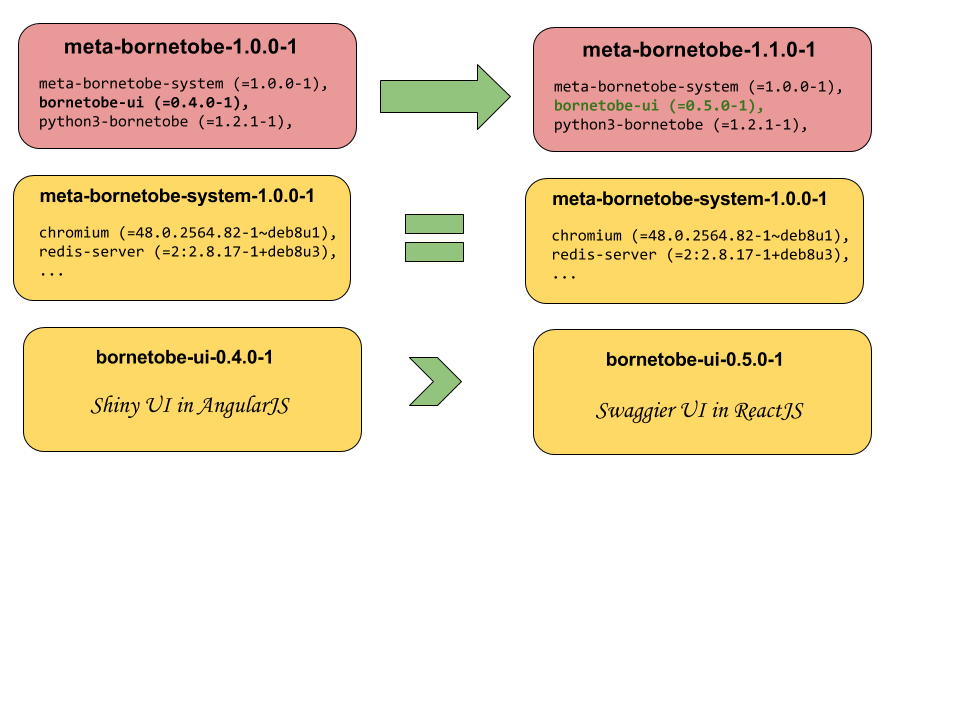 meta-bornetobe-1.0.0-1
meta-bornetobe-system (=1.0.0-1),
bornetobe-ui (=0.4.0-1),
python3-bornetobe (=1.2.1-1),
meta-bornetobe-1.1.0-1
meta-bornetobe-system (=1.0.0-1),
bornetobe-ui (=0.5.0-1),
python3-bornetobe (=1.2.1-1),
meta-bornetobe-system-1.0.0-1
chromium (=48.0.2564.82-1~deb8u1),
redis-server (=2:2.8.17-1+deb8u3),
...
meta-bornetobe-system-1.0.0-1
chromium (=48.0.2564.82-1~deb8u1),
redis-server (=2:2.8.17-1+deb8u3),
...
bornetobe-ui-0.4.0-1
Shiny UI in AngularJS
bornetobe-ui-0.5.0-1
Swaggier UI in ReactJS